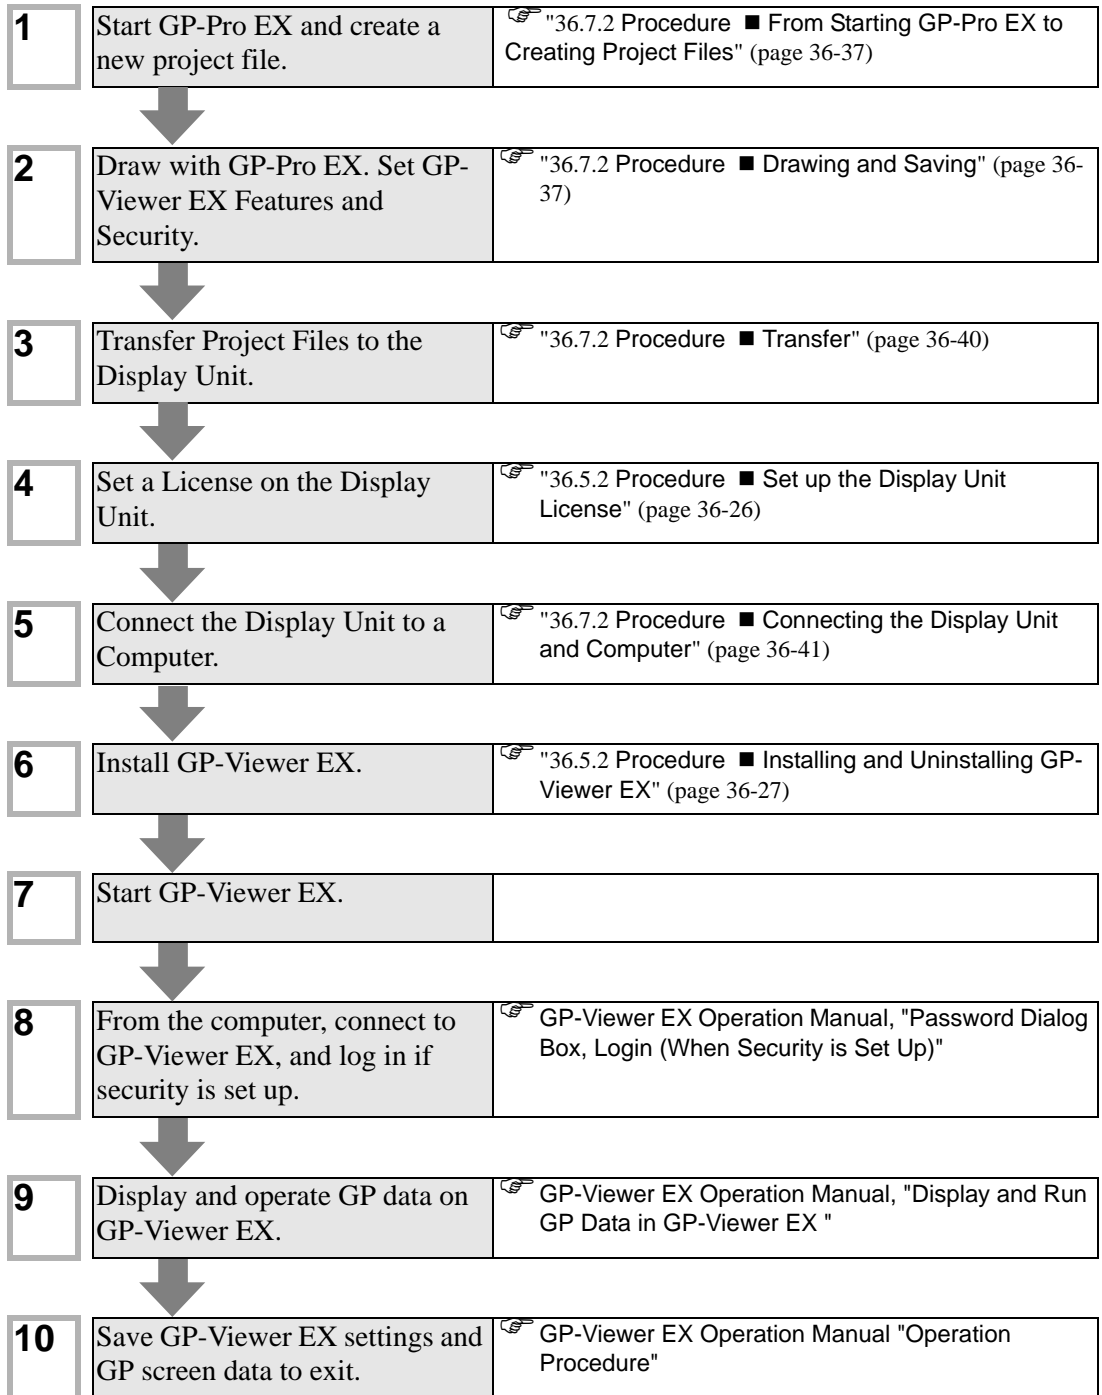 1
Start GP-Pro EX and create a
new project file.
"36.7.2 Procedure ■ From Starting GP-Pro EX to
Creating Project Files" (page 36-37)
2
Draw with GP-Pro EX. Set GP-
Viewer EX Features and
Security.
"36.7.2 Procedure ■ Drawing and Saving" (page 36-
37)
3
Transfer Project Files to the
Display Unit.
"36.7.2 Procedure ■ Transfer" (page 36-40)
4
Set a License on the Display
Unit.
"36.5.2 Procedure ■ Set up the Display Unit
License" (page 36-26)
5
Connect the Display Unit to a
Computer.
"36.7.2 Procedure ■ Connecting the Display Unit
and Computer" (page 36-41)
6
Install GP-Viewer EX.
"36.5.2 Procedure ■ Installing and Uninstalling GP-
Viewer EX" (page 36-27)
7
Start GP-Viewer EX.
8
From the computer, connect to
GP-Viewer EX, and log in if
security is set up.
GP-Viewer EX Operation Manual, "Password Dialog
Box, Login (When Security is Set Up)"
9
Display and operate GP data on
GP-Viewer EX.
GP-Viewer EX Operation Manual, "Display and Run
GP Data in GP-Viewer EX "
10
Save GP-Viewer EX settings and
GP screen data to exit.
GP-Viewer EX Operation Manual "Operation
Procedure"